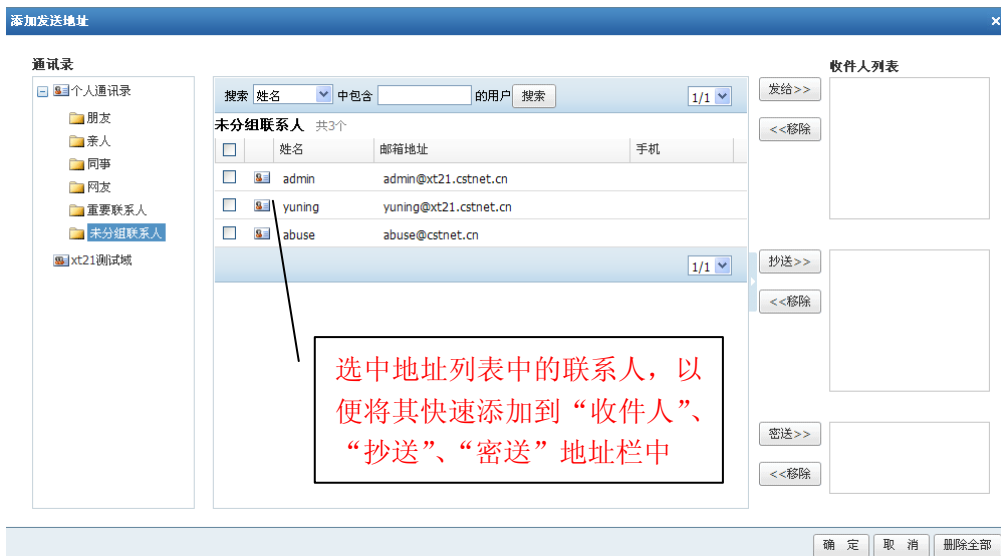 添加发送地址
×
通讯录
个人通讯录
朋友
亲人
同事
网友
重要联系人
未分组联系人
xt21测试域
搜索 姓名 中包含 的用户 搜索 1/1
未分组联系人 共3个
姓名 邮箱地址 手机
admin admin@xt21.cstnet.cn
yuning yuning@xt21.cstnet.cn
abuse abuse@cstnet.cn
1/1
选中地址列表中的联系人，以
便将其快速添加到“收件人”、
“抄送”、“密送”地址栏中
收件人列表
发给>>
<<移除
抄送>>
<<移除
密送>>
<<移除
确 定 取 消 删除全部